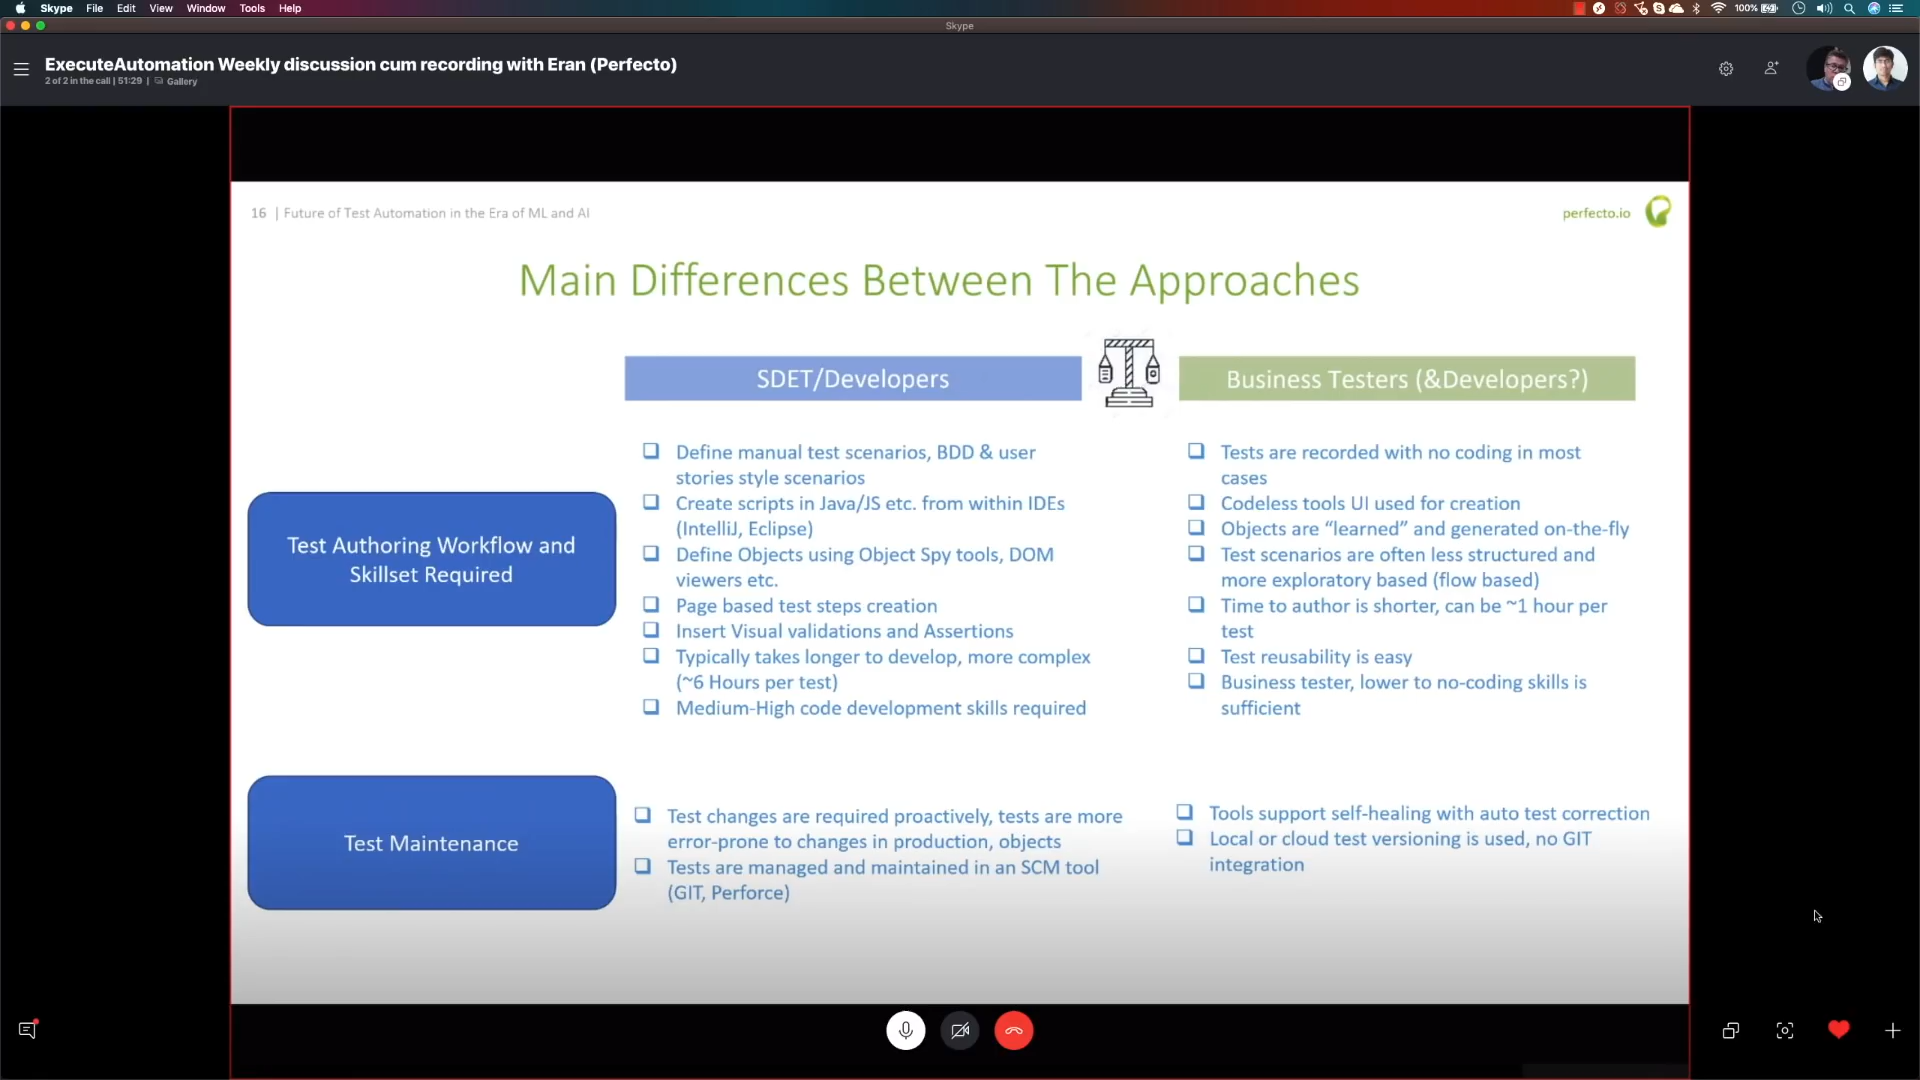 Skype File Edit View Window Tools Help
100%
Skype
ExecuteAutomation Weekly discussion cum recording with Eran (Perfecto)
2 of 2 in the call | 51:29 | Gallery
16 | Future of Test Automation in the Era of ML and AI
perfecto.io
Main Differences Between The Approaches
SDET/Developers
Business Testers (&Developers?)
Test Authoring Workflow and
Skillset Required
Define manual test scenarios, BDD & user
stories style scenarios
Create scripts in Java/JS etc. from within IDEs
(IntelliJ, Eclipse)
Define Objects using Object Spy tools, DOM
viewers etc.
Page based test steps creation
Insert Visual validations and Assertions
Typically takes longer to develop, more complex
(~6 Hours per test)
Medium-High code development skills required
Tests are recorded with no coding in most
cases
Codeless tools UI used for creation
Objects are “learned” and generated on-the-fly
Test scenarios are often less structured and
more exploratory based (flow based)
Time to author is shorter, can be ~1 hour per
test
Test reusability is easy
Business tester, lower to no-coding skills is
sufficient
Test Maintenance
Test changes are required proactively, tests are more
error-prone to changes in production, objects
Tests are managed and maintained in an SCM tool
(GIT, Perforce)
Tools support self-healing with auto test correction
Local or cloud test versioning is used, no GIT
integration